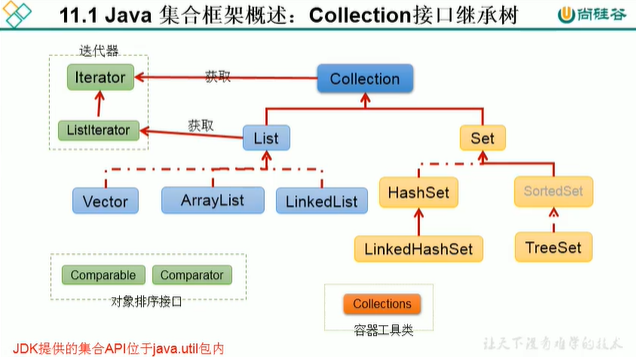 11.1 Java 集合框架概述：Collection接口继承树
尚硅谷
迭代器
Iterator
获取
Collection
ListIterator
获取
List
Set
Vector
ArrayList
LinkedList
HashSet
SortedSet
LinkedHashSet
TreeSet
Comparable
Comparator
对象排序接口
Collections
容器工具类
JDK提供的集合API位于java.util包内
让天下没有难学的技术